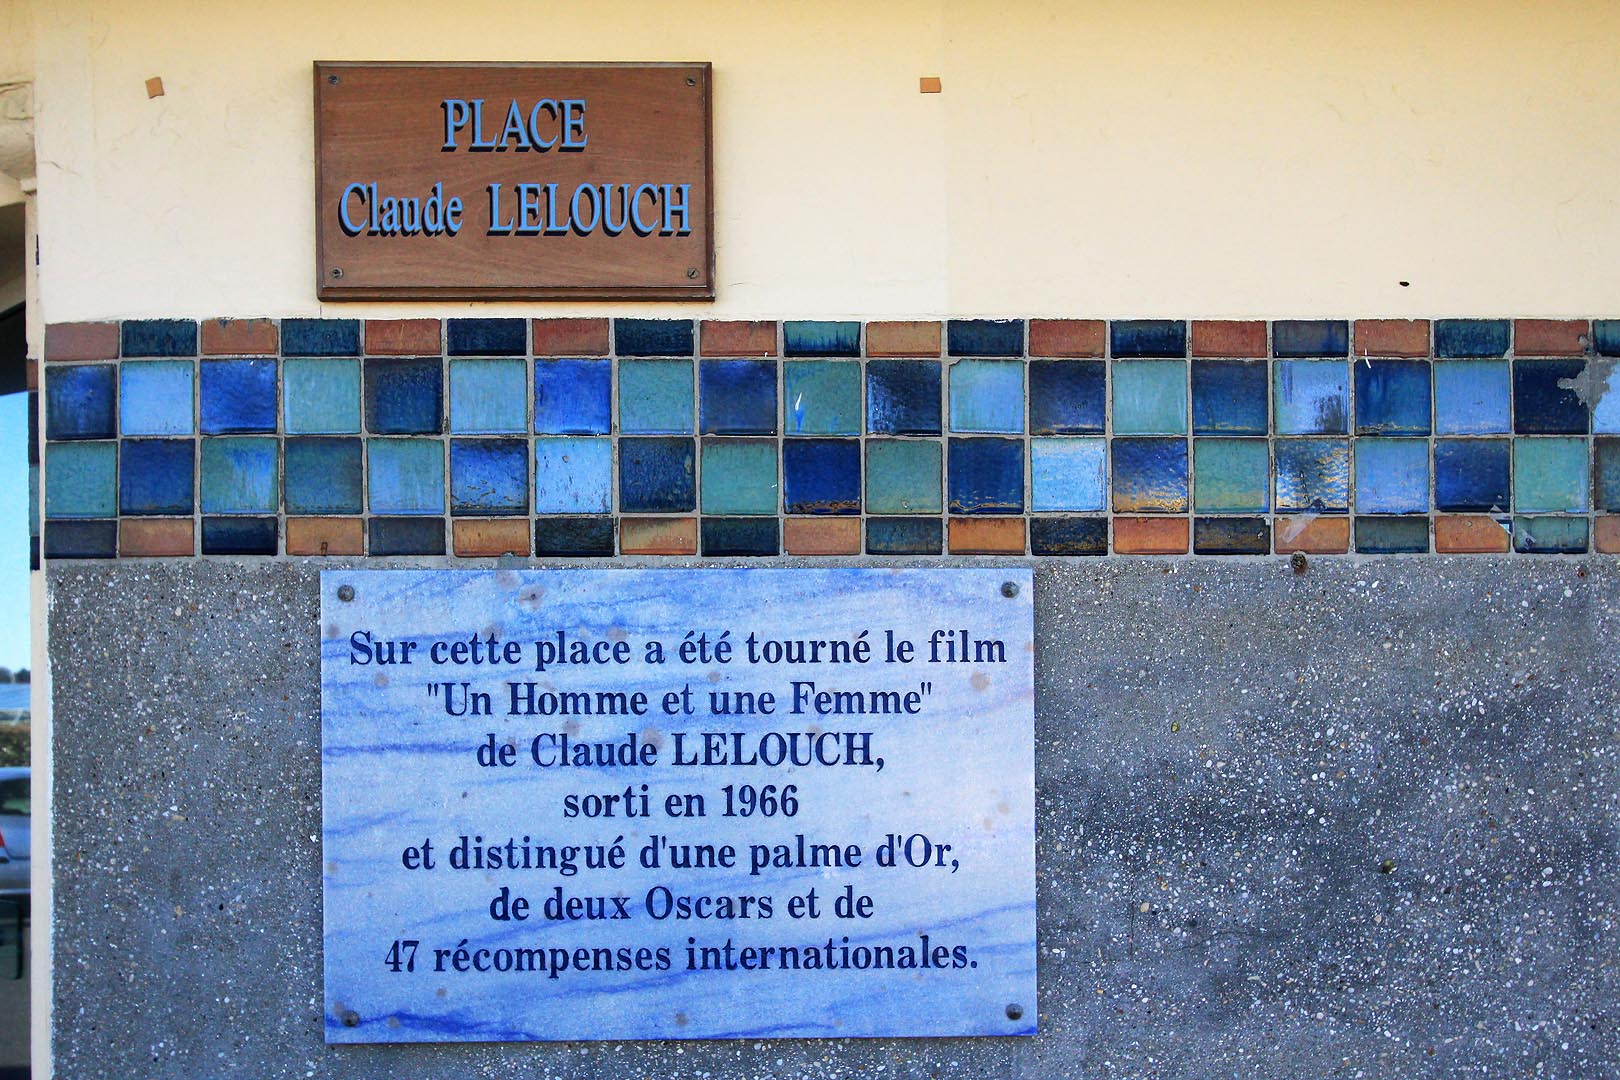 PLACE
Claude LELOUCH
Sur cette place a été tourné le film
"Un Homme et une Femme"
de Claude LELOUCH,
sorti en 1966
et distingué d'une palme d'Or,
de deux Oscars et de
47 récompenses internationales.